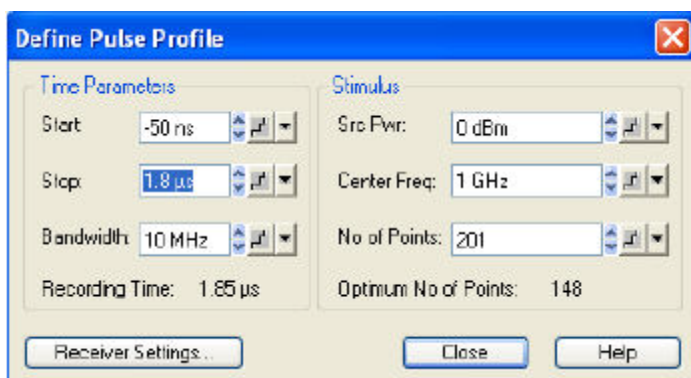 Define Pulse Profile
Time Parameters
Start -50 ns
Stop: 1.8 µs
Bandwidth: 10 MHz
Recording Time: 1.85 µs
Stimulus
Src Pwr: 0 dBm
Center Freq: 1 GHz
No of Points: 201
Optimum No of Points: 148
Receiver Settings...
Close
Help